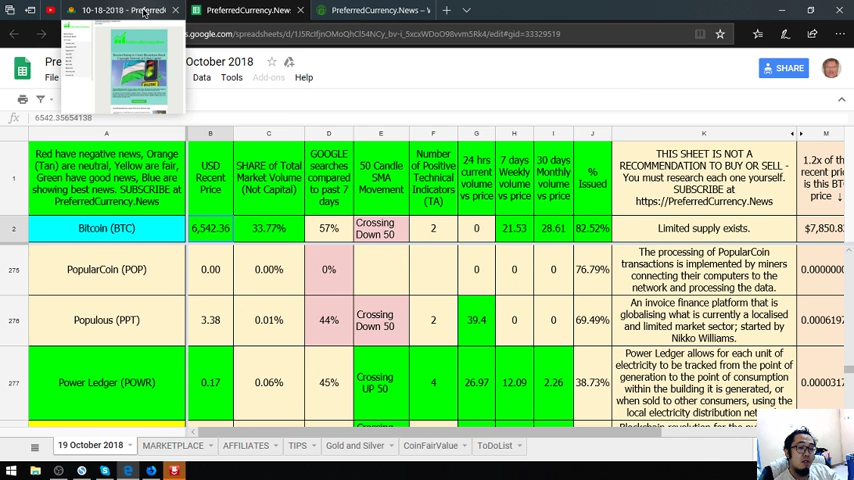 10-18-2018 - Preferred
PreferredCurrency.News
PreferredCurrency.News – W
s.google.com/spreadsheets/d/1J5RcIfjnOMoQhCl54NCy_bv-i_5xcxWDoO98vvm5Rk4/edit#gid=33329519
October 2018
SHARE
Data Tools Add-ons Help
6542.35654138
A B C D E F G H I J K M
1
Red have negative news, Orange
(Tan) are neutral, Yellow are fair,
Green have good news, Blue are
showing best news. SUBSCRIBE at
PreferredCurrency.News
USD
Recent
Price
SHARE of Total
Market Volume
(Not Capital)
GOOGLE
searches
compared
to past 7
days
50 Candle
SMA
Movement
Number of
Positive
Technical
Indicators
(TA)
24 hrs
current
volume
vs price
7 days
Weekly
volume
vs price
30 days
Monthly
volume
vs price
%
Issued
THIS SHEET IS NOT A
RECOMMENDATION TO BUY OR SELL -
You must research each one yourself.
SUBSCRIBE at
https://PreferredCurrency.News
1.2x of the
recent price
is this BTC
price ↓
2
Bitcoin (BTC)
6,542.36
33.77%
57%
Crossing
Down 50
2
0
21.53
28.61
82.52%
Limited supply exists.
$7,850.8
275
PopularCoin (POP)
0.00
0.00%
0%
0
0
0
76.79%
The processing of PopularCoin
transactions is implemented by miners
connecting their computers to the
network and processing the data.
0.0000000
276
Populous (PPT)
3.38
0.01%
44%
Crossing
Down 50
2
39.4
0
0
69.49%
An invoice finance platform that is
globalising what is currently a localised
and limited market sector; started by
Nikko Williams.
0.0006197
277
Power Ledger (POWR)
0.17
0.06%
45%
Crossing
UP 50
4
26.97
12.09
2.26
38.73%
Power Ledger allows for each unit of
electricity to be tracked from the point of
generation to the point of consumption
within the building it is generated, or
when sold to other consumers, using the
local electricity distribution
0.0000317
19 October 2018 MARKETPLACE AFFILIATES TIPS Gold and Silver CoinFairValue ToDoList